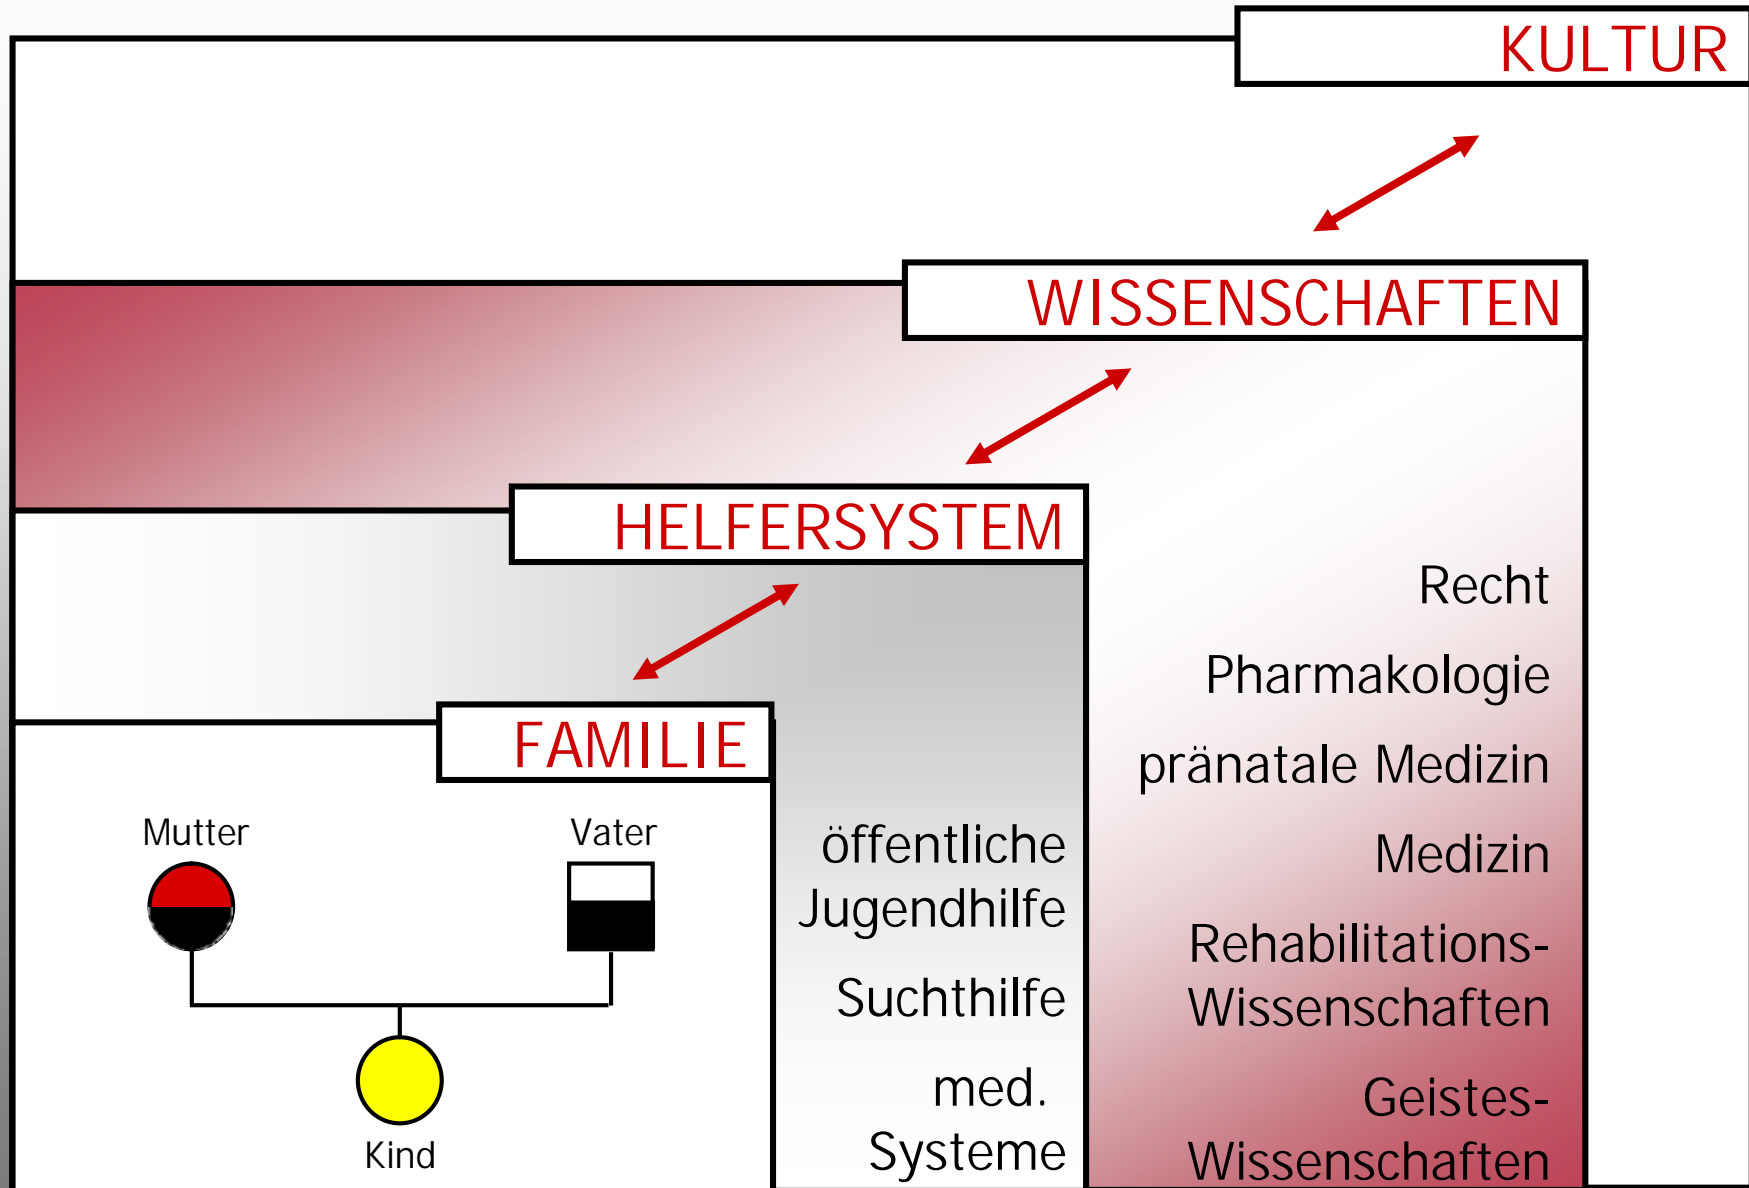 KULTUR
WISSENSCHAFTEN
HELFERSYSTEM
FAMILIE
Mutter
Vater
Kind
öffentliche
Jugendhilfe
Suchthilfe
med.
Systeme
Recht
Pharmakologie
pränatale Medizin
Medizin
Rehabilitations-
Wissenschaften
Geistes-
Wissenschaften